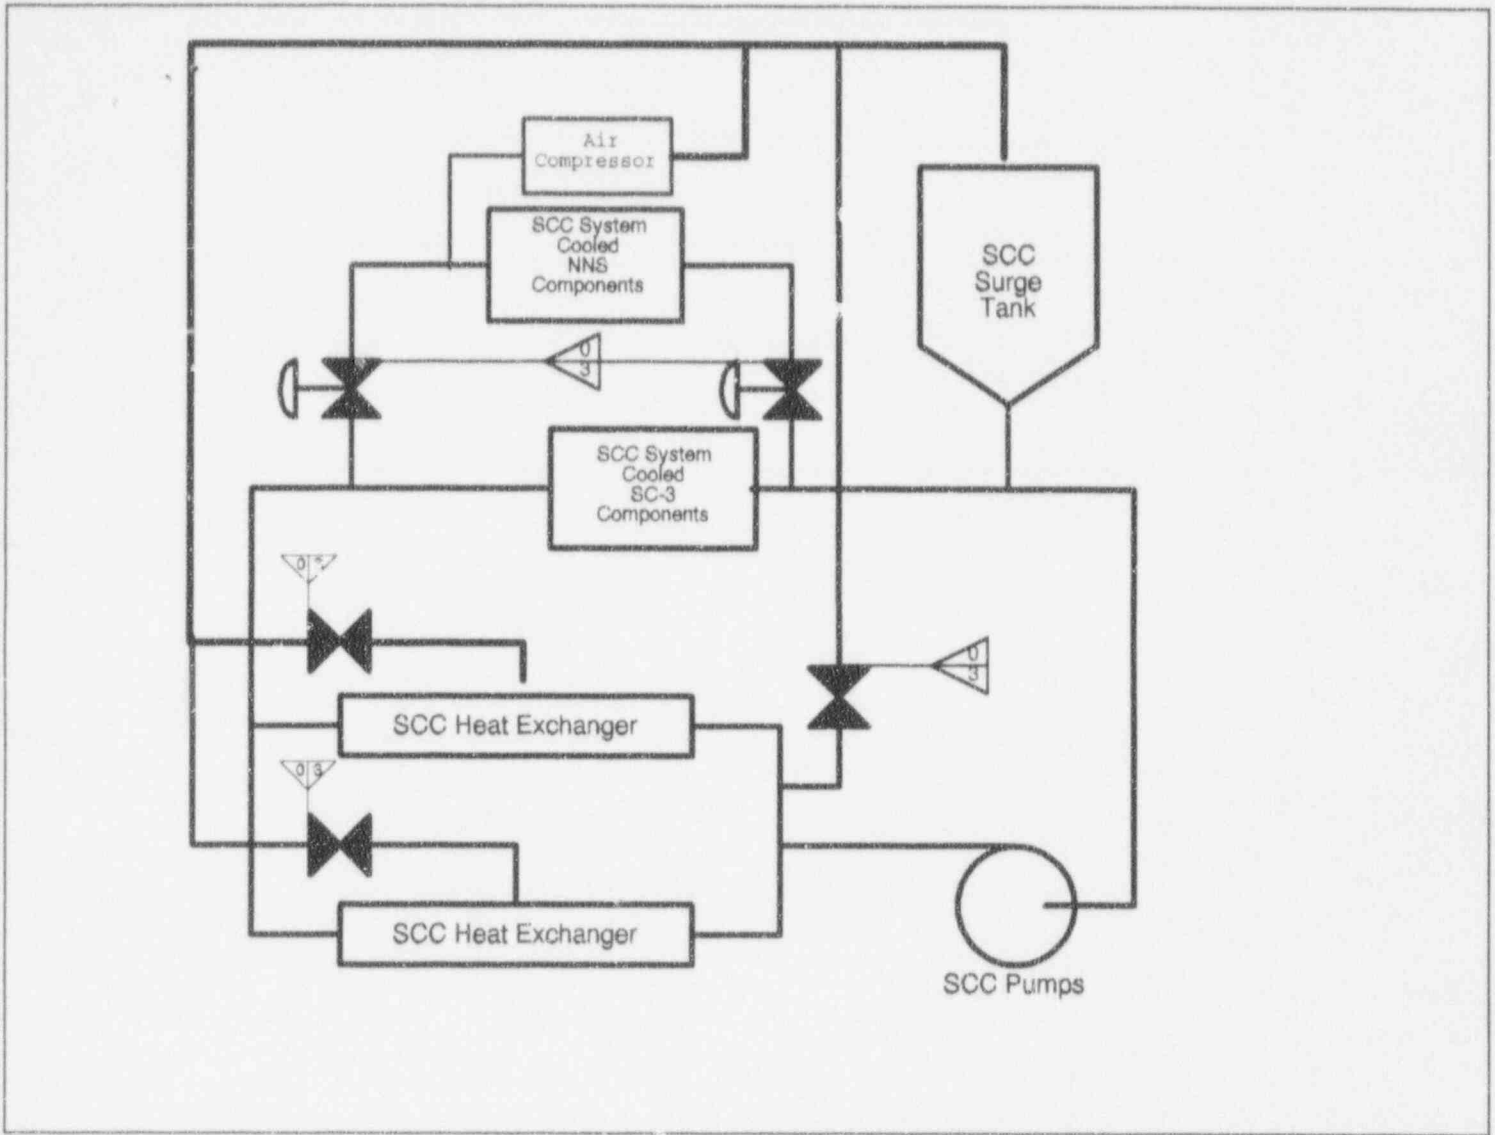 Air
Compressor
SCC System
Cooled
NNS
Components
SCC
Surge
Tank
0
3
SCC System
Cooled
SC-3
Components
0
0
3
SCC Heat Exchanger
0 3
SCC Heat Exchanger
SCC Pumps